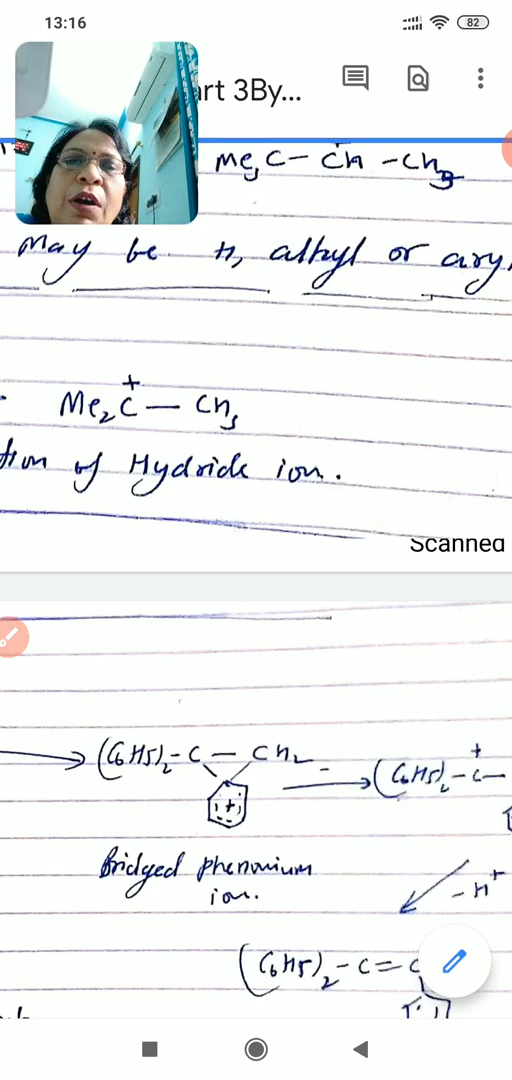 13:16
82
art 3By...
Me3C – CH – CH3
May be H, alkyl or ary
Me2C+ — CH3
tion of Hydride ion.
Scanned
(C6H5)2 - C — CH2 → (C6H5)2 - C+ -
(+)
Bridged phenonium
ion.
- H+
(C6H5)2 - C = C